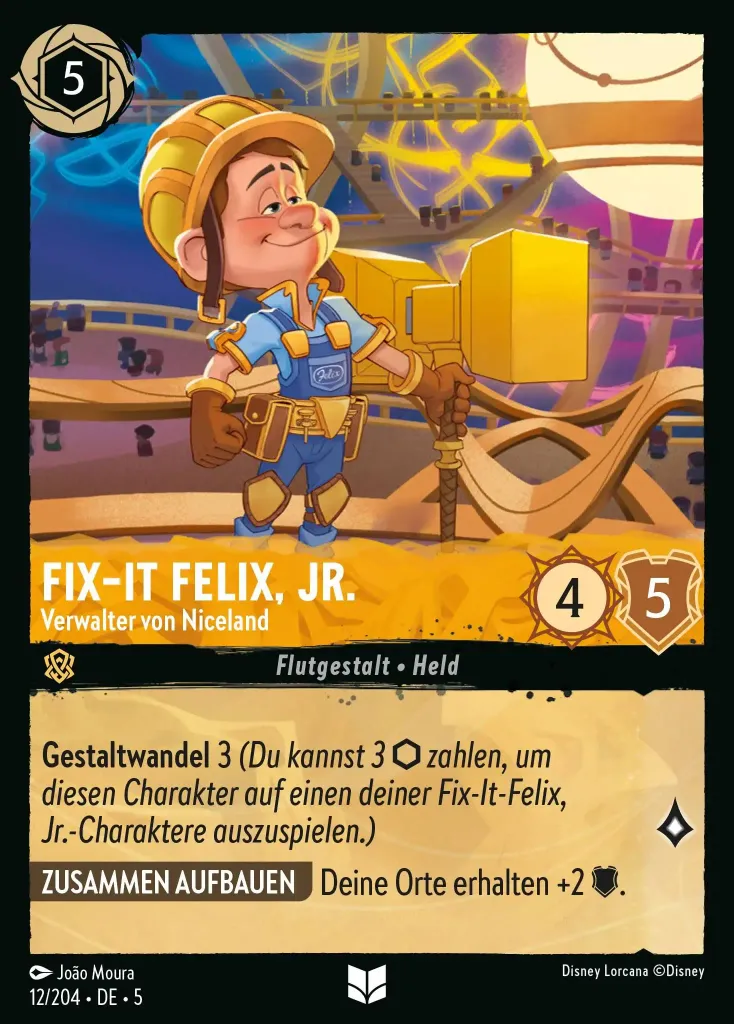 5
Felix
FIX-IT FELIX, JR.
Verwalter von Niceland
4
5
Flutgestalt • Held
Gestaltwandel 3 (Du kannst 3 ⬡ zahlen, um
diesen Charakter auf einen deiner Fix-It-Felix,
Jr.-Charaktere auszuspielen.)
ZUSAMMEN AUFBAUEN Deine Orte erhalten +2 .
João Moura
Disney Lorcana ©Disney
12/204 • DE • 5